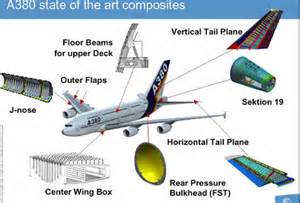 A380 state of the art composites
Vertical Tail Plane
Floor Beams
for upper Deck
Outer Flaps
J-nose
A380
Sektion 19
Horizontal Tail Plane
Center Wing Box
Rear Pressure
Bulkhead (FST)